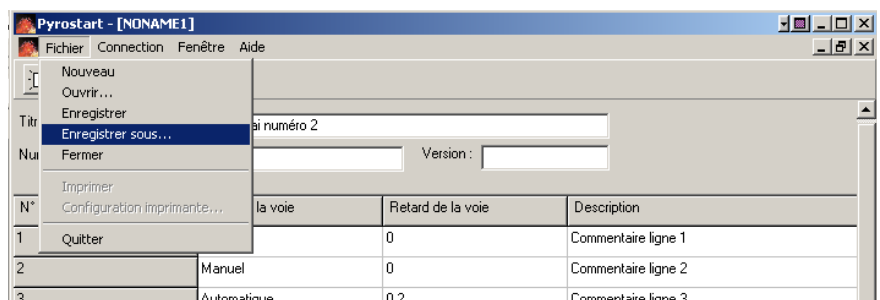 Pyrostart - [NONAME1]
Fichier Connection Fenêtre Aide
Nouveau
Ouvrir...
Enregistrer
Enregistrer sous...
Fermer
Imprimer
Configuration imprimante...
Quitter
numéro 2
Version :
N° la voie Retard de la voie Description
1 0 Commentaire ligne 1
2 Manuel 0 Commentaire ligne 2
3 Automatique 0.2 Commentaire ligne 3